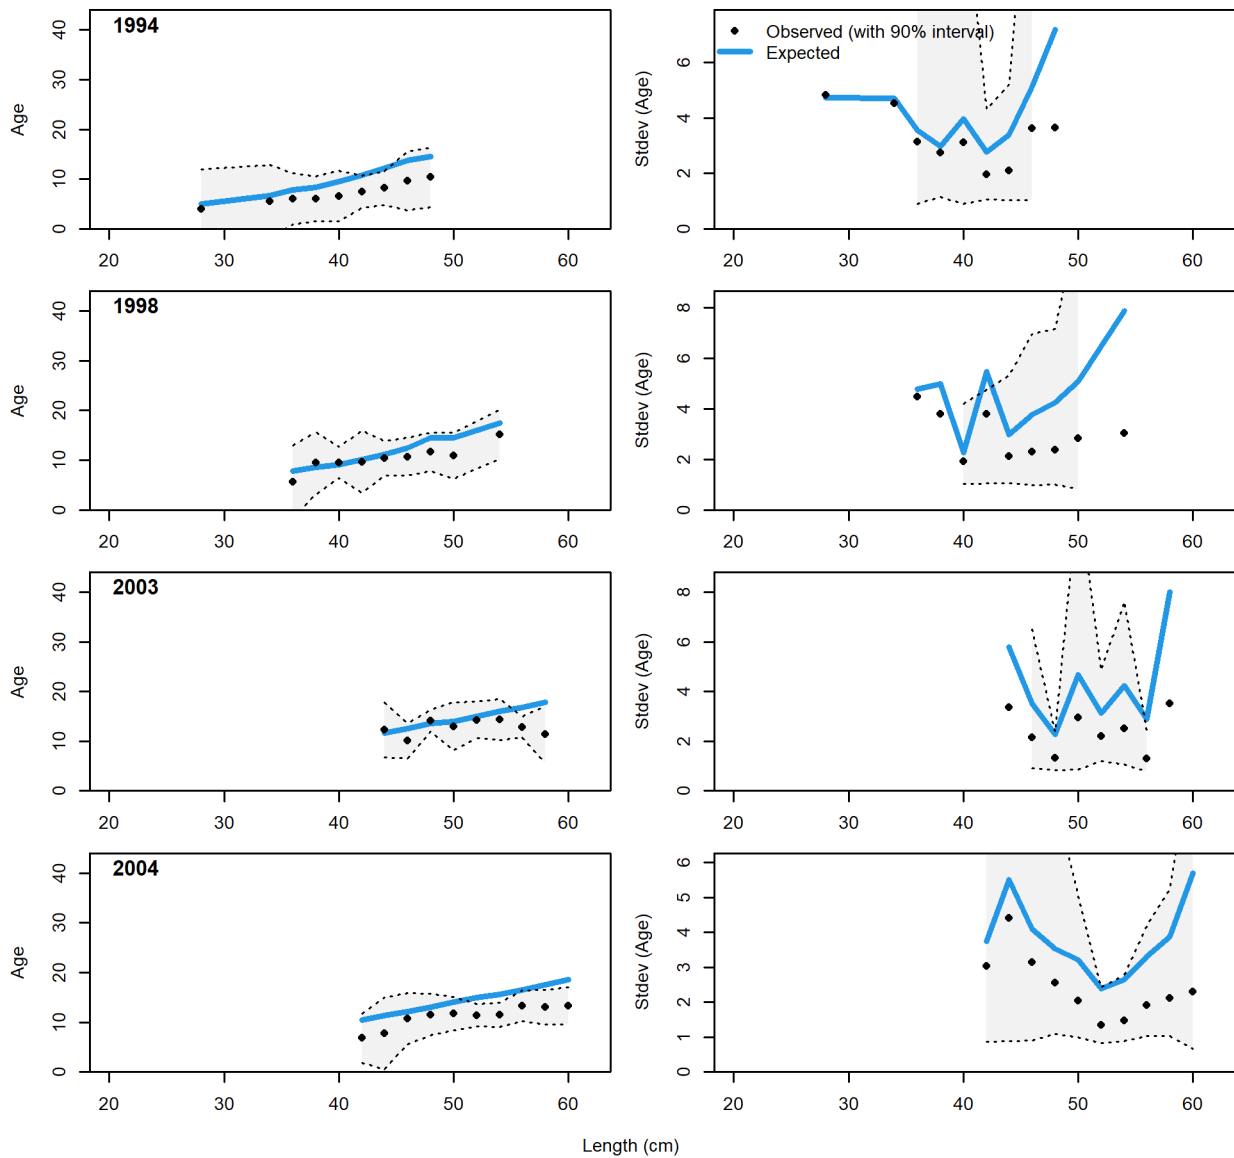 1994
Age
0 10 20 30 40
20 30 40 50 60
Observed (with 90% interval)
Expected
Stdev (Age)
0 2 4 6
20 30 40 50 60
1998
Age
0 10 20 30 40
20 30 40 50 60
Stdev (Age)
0 2 4 6 8
20 30 40 50 60
2003
Age
0 10 20 30 40
20 30 40 50 60
Stdev (Age)
0 2 4 6 8
20 30 40 50 60
2004
Age
0 10 20 30 40
20 30 40 50 60
Stdev (Age)
0 1 2 3 4 5 6
20 30 40 50 60
Length (cm)